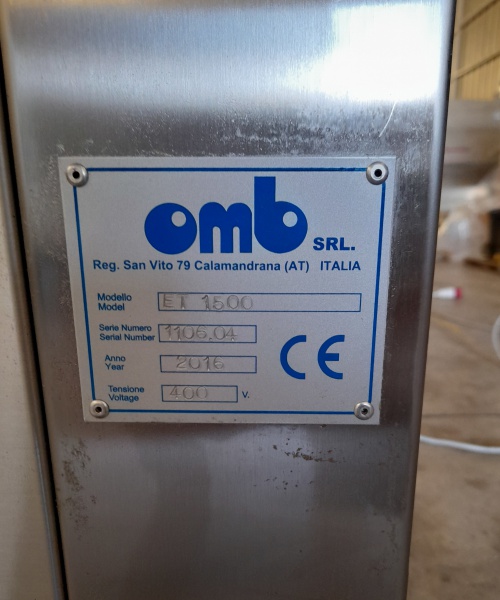 omb SRL.
Reg. San Vito 79 Calamandrana (AT) ITALIA
Modello
Model
ET 1500
Serie Numero
Serial Number
1106.04
Anno
Year
2016
Tensione
Voltage
400 V.
CE